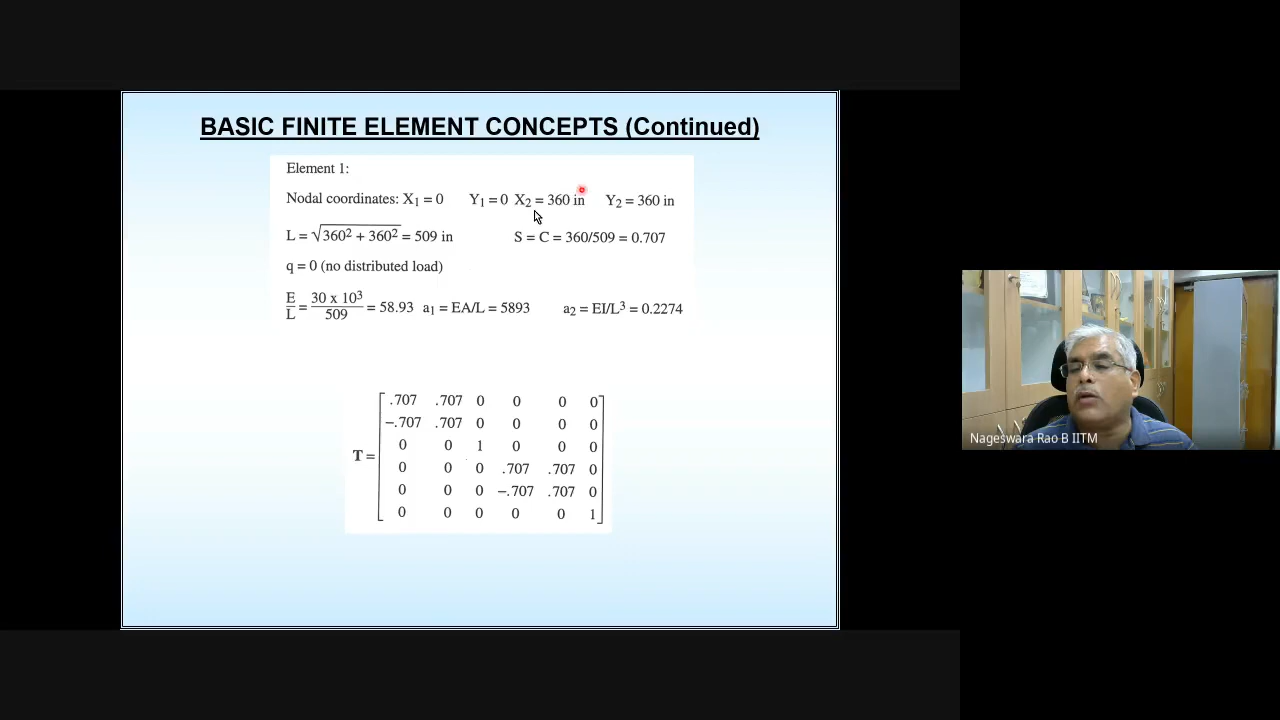 BASIC FINITE ELEMENT CONCEPTS (Continued)
Element 1:
Nodal coordinates: X₁ = 0 Y₁ = 0 X₂ = 360 in Y₂ = 360 in
L = √360² + 360² = 509 in S = C = 360/509 = 0.707
q = 0 (no distributed load)
E/L = 30 x 10³/509 = 58.93 a₁ = EA/L = 5893 a₂ = EI/L³ = 0.2274
.707 .707 0 0 0 0
−.707 .707 0 0 0 0
0 0 1 0 0 0
T = 0 0 0 .707 .707 0
0 0 0 −.707 .707 0
0 0 0 0 0 1
Nageswara Rao B IITM